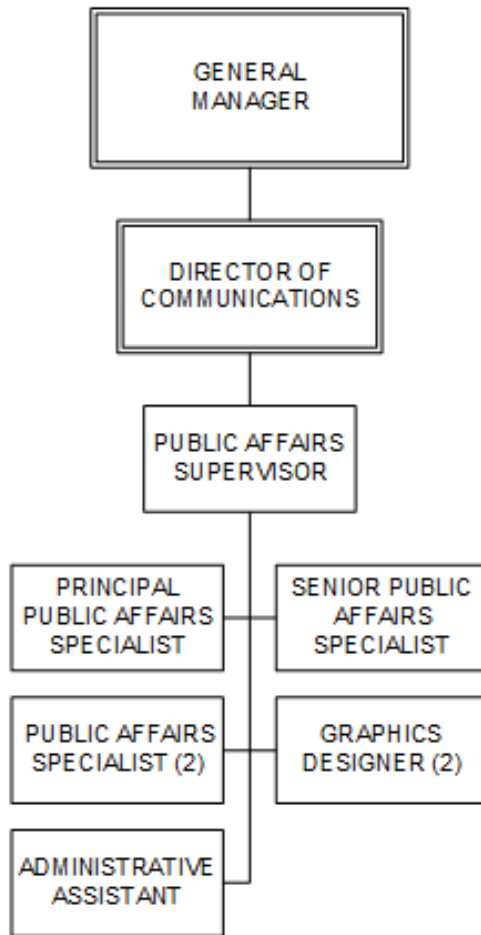 GENERAL
MANAGER
DIRECTOR OF
COMMUNICATIONS
PUBLIC AFFAIRS
SUPERVISOR
PRINCIPAL
PUBLIC AFFAIRS
SPECIALIST
SENIOR PUBLIC
AFFAIRS
SPECIALIST
PUBLIC AFFAIRS
SPECIALIST (2)
GRAPHICS
DESIGNER (2)
ADMINISTRATIVE
ASSISTANT